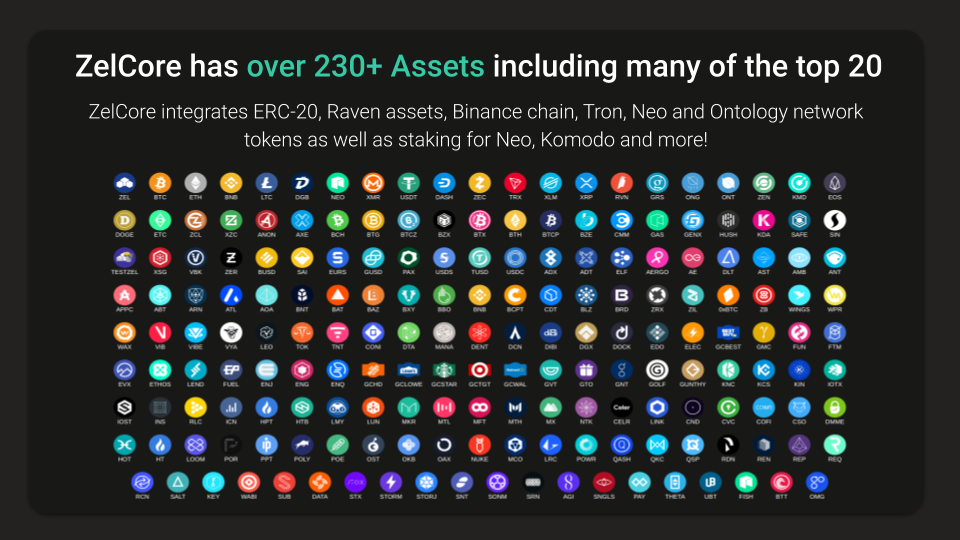 ZelCore has over 230+ Assets including many of the top 20
ZelCore integrates ERC-20, Raven assets, Binance chain, Tron, Neo and Ontology network
tokens as well as staking for Neo, Komodo and more!
ZEL BTC ETH BNB LTC DGB NEO XMR USDT DASH ZEC TRX XLM XRP RVN GRS ONG ONT ZEN KMD EOS
DOGE ETC ZCL XZC ANON AXE BCH BTG BTCZ BZX BTX BTH BTCP BZE CMM GAS GENX HUSH KDA SAFE SIN
TESTZEL XSG VBK ZER BUSD SAI EURS GUSD PAX USDS TUSD USDC ADX ADT ELF AERGO AE DLT AST AMB ANT
APPC ABT ARN ATL AOA BNT BAT BAZ BXY BBO BNB BCPT CDT BLZ BRD ZRX ZIL 0xBTC ZB WINGS WPR
WAX VIB VIBE VYA LEO TOK TNT CONI DTA MANA DENT DCN DIBI DGX DOCK EDO ELEC GCBEST GMC FUN FTM
EVX ETHOS LEND FUEL ENJ ENG ENQ GCHD GCLOWE GCSTAR GCTGT GCWAL GVT GTO GNT GOLF GUNTHY KNC KCS KIN IOTX
IOST INS RLC ICN HPT HTB LMY LUN MKR MTL MFT MTH MX NTK CELR LINK CND CVC COFI CSO DMME
HOT HT LOOM POR PPT POLY POE OST OKB OAX NUKE MCO LRC POWR QASH QKC QSP RDN REN REP REQ
RCN SALT KEY WABI SUB DATA STX STORM STORJ SNT SONM SRN AGI SNGLS PAY THETA UBT FISH BTT OMG